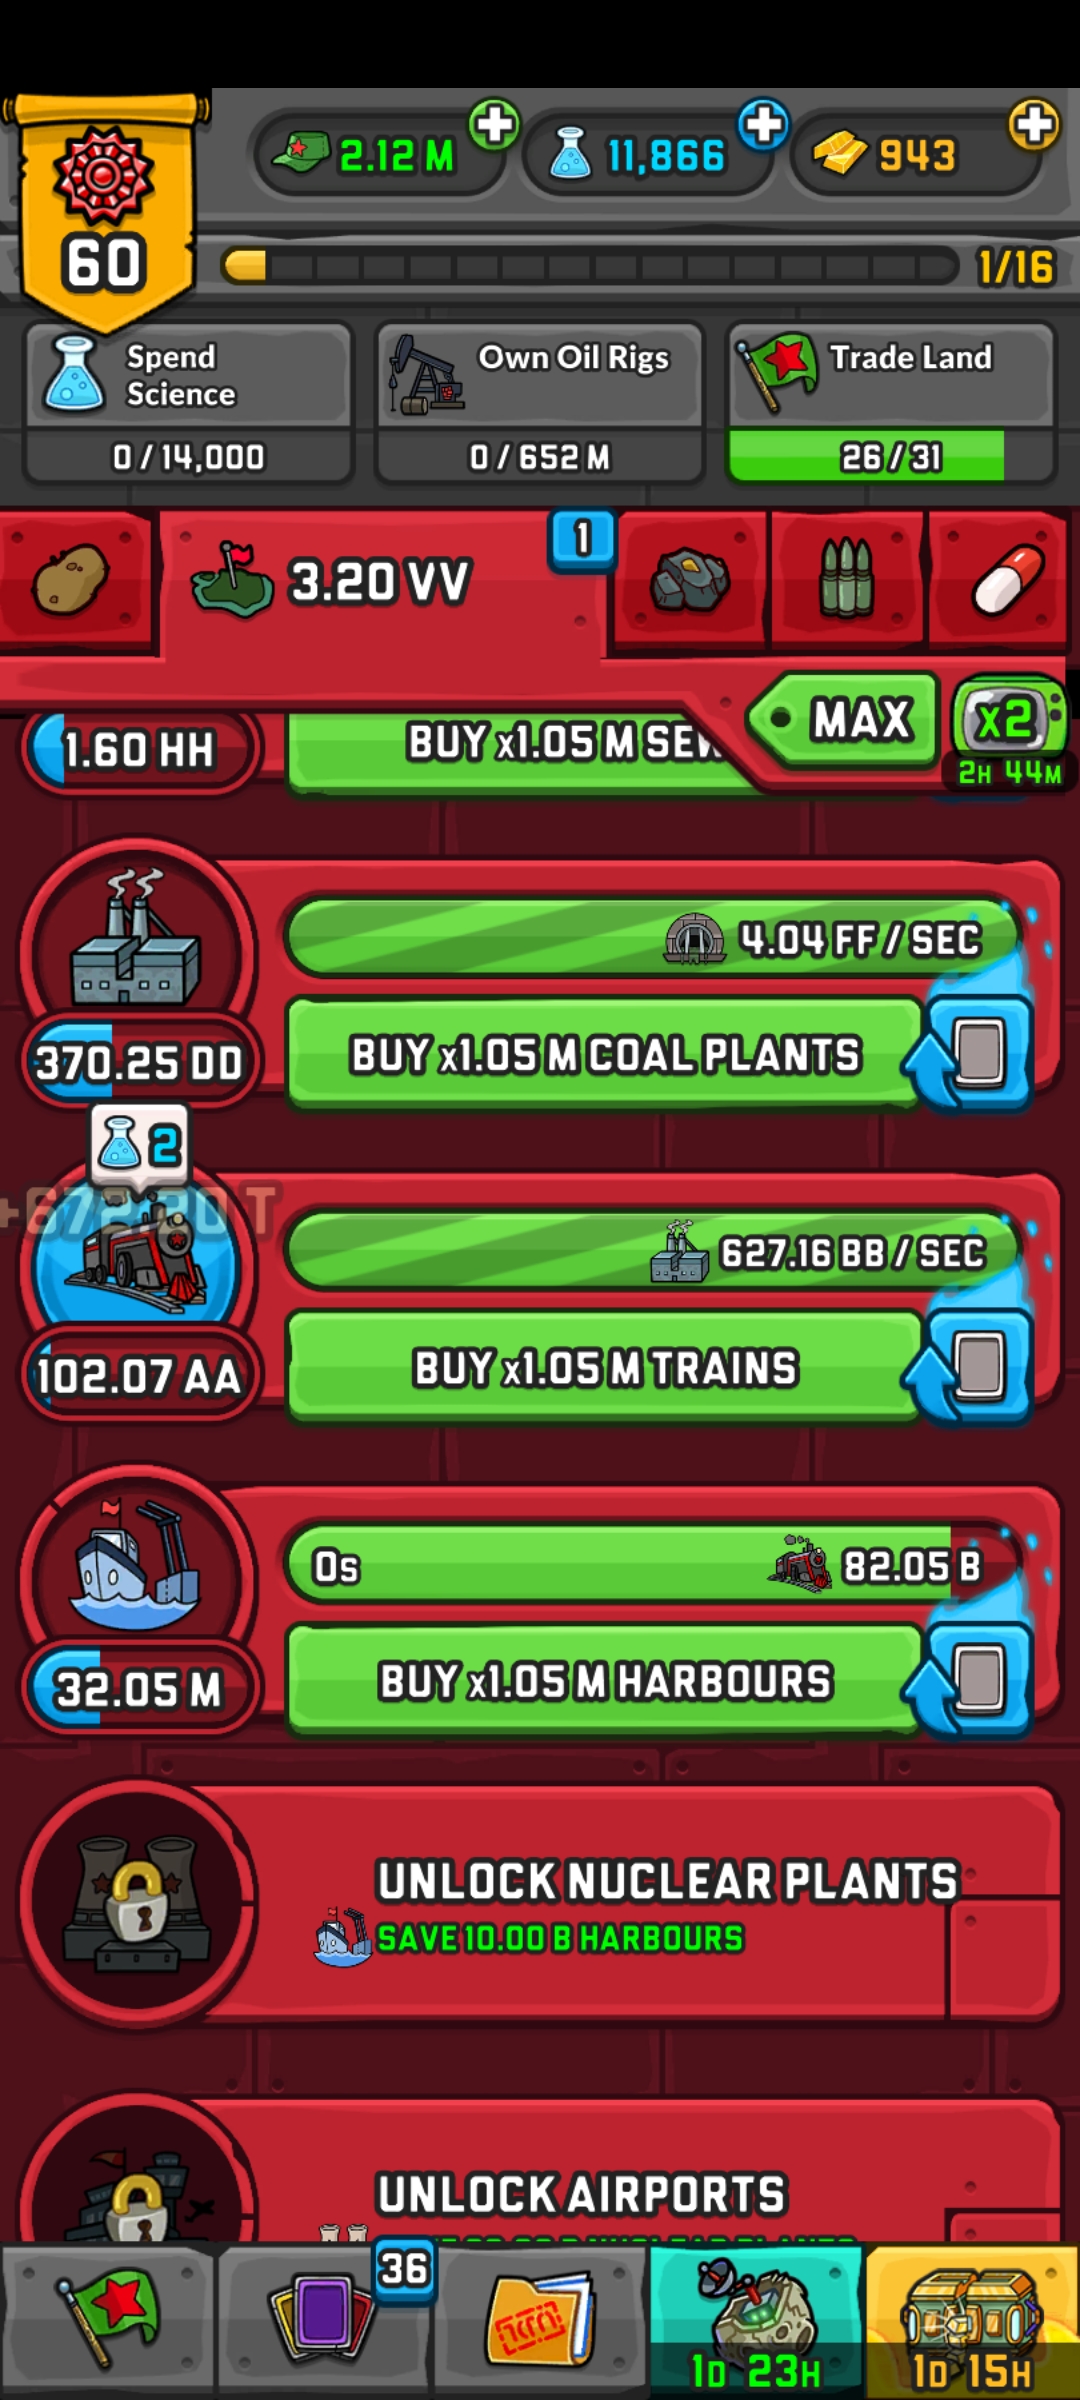 60
2.12 M
11,866
943
1/16
Spend
Science
0 / 14,000
Own Oil Rigs
0 / 652 M
Trade Land
26 / 31
3.20 VV
1
MAX
x2
2H 44M
1.60 HH
BUY x1.05 M
4.04 FF / SEC
370.25 DD
BUY x1.05 M COAL PLANTS
2
+672.20 T
627.16 BB / SEC
102.07 AA
BUY x1.05 M TRAINS
0s
82.05 B
32.05 M
BUY x1.05 M HARBOURS
UNLOCK NUCLEAR PLANTS
SAVE 10.00 B HARBOURS
UNLOCK AIRPORTS
36
1D 23H
1D 15H